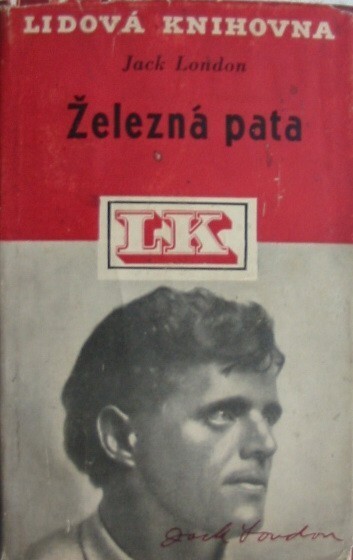 LIDOVÁ KNIHOVNA
Jack London
Železná pata
LK
Jack London